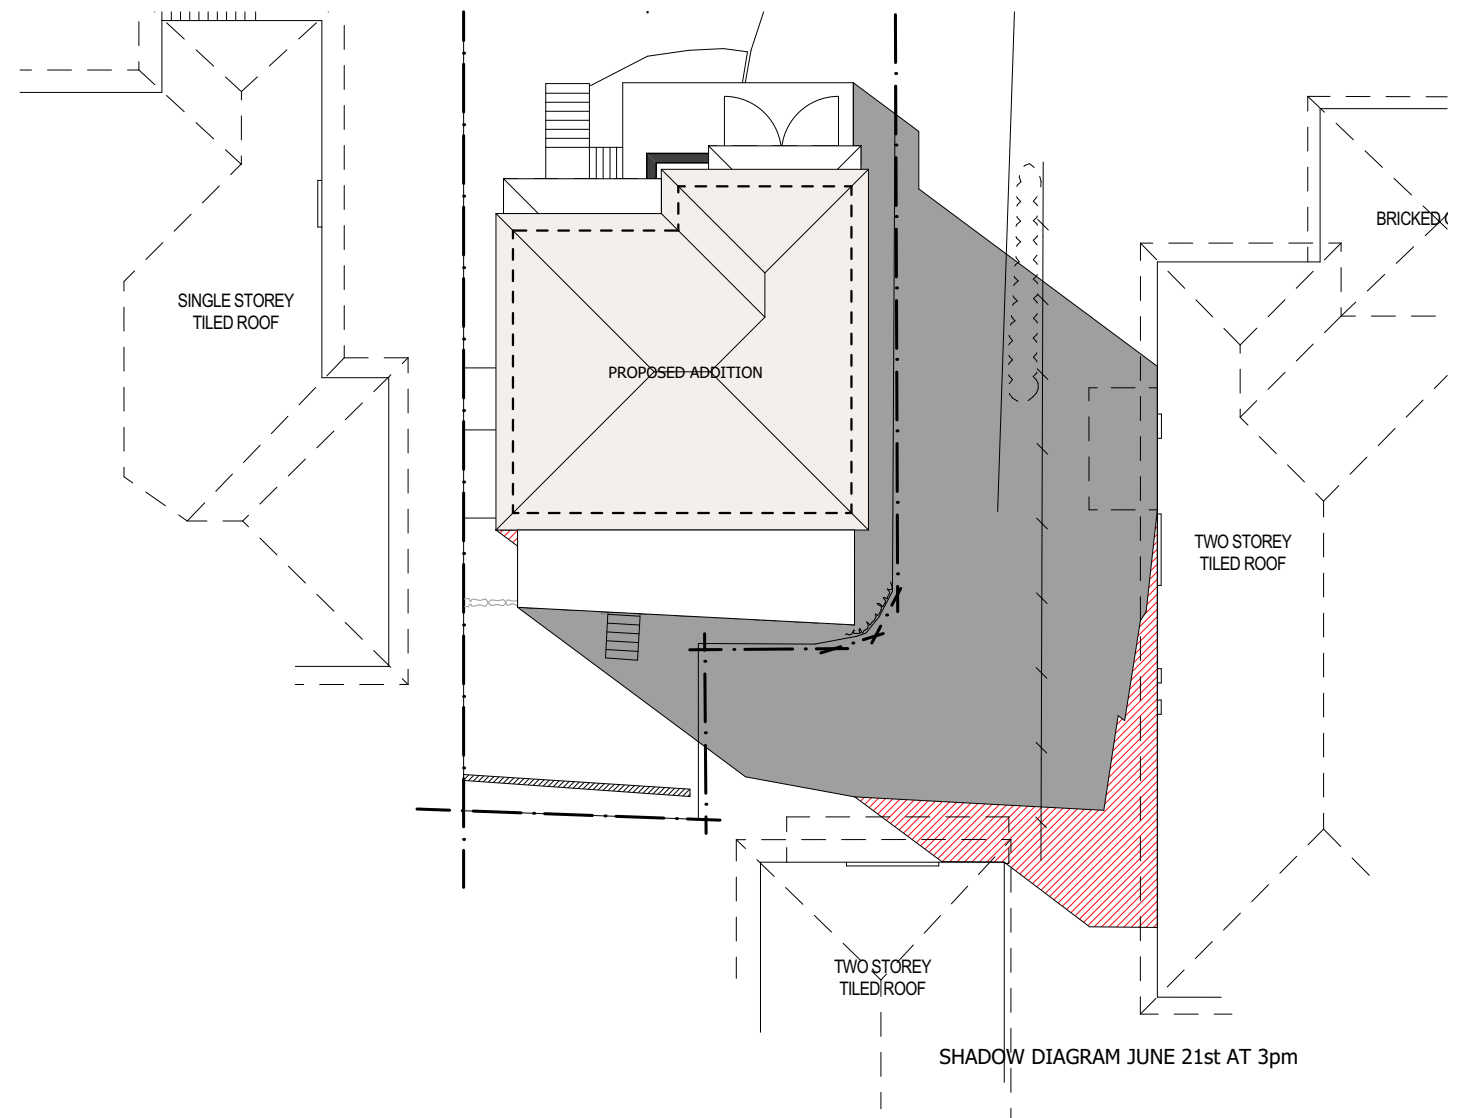 BRICKED
SINGLE STOREY
TILED ROOF
PROPOSED ADDITION
TWO STOREY
TILED ROOF
TWO STOREY
TILED ROOF
SHADOW DIAGRAM JUNE 21st AT 3pm